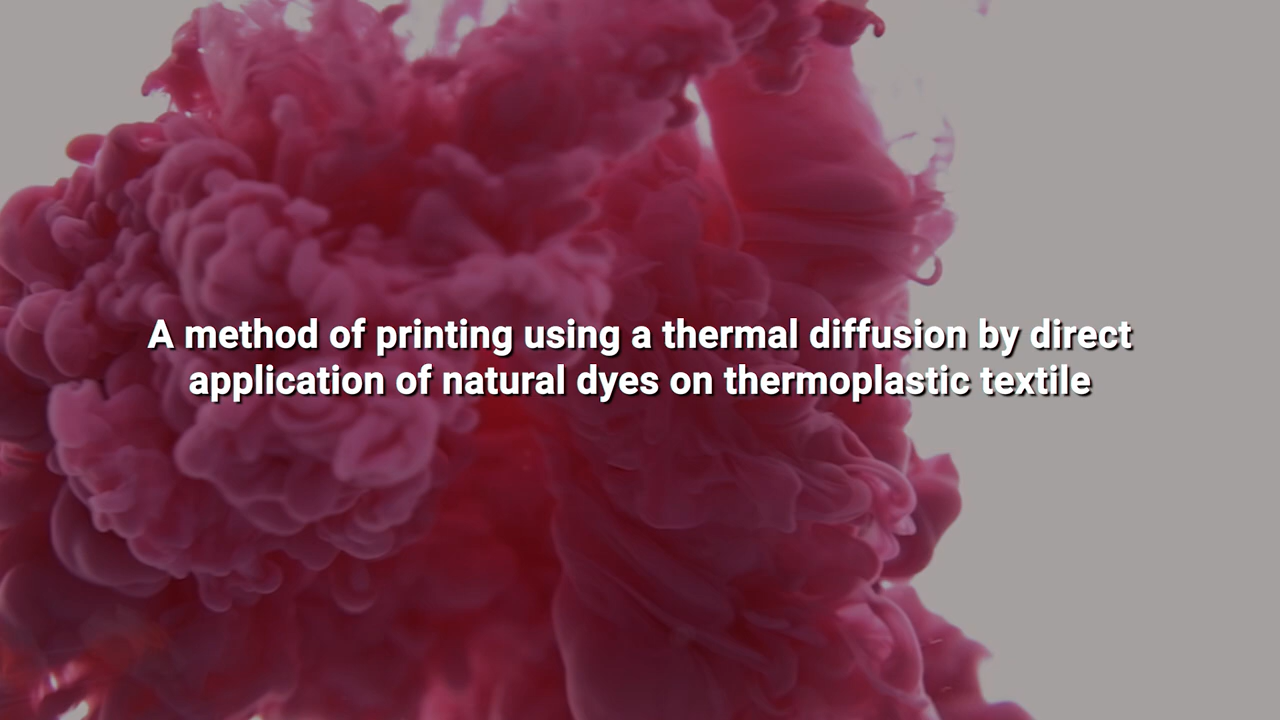 A method of printing using a thermal diffusion by direct
application of natural dyes on thermoplastic textile